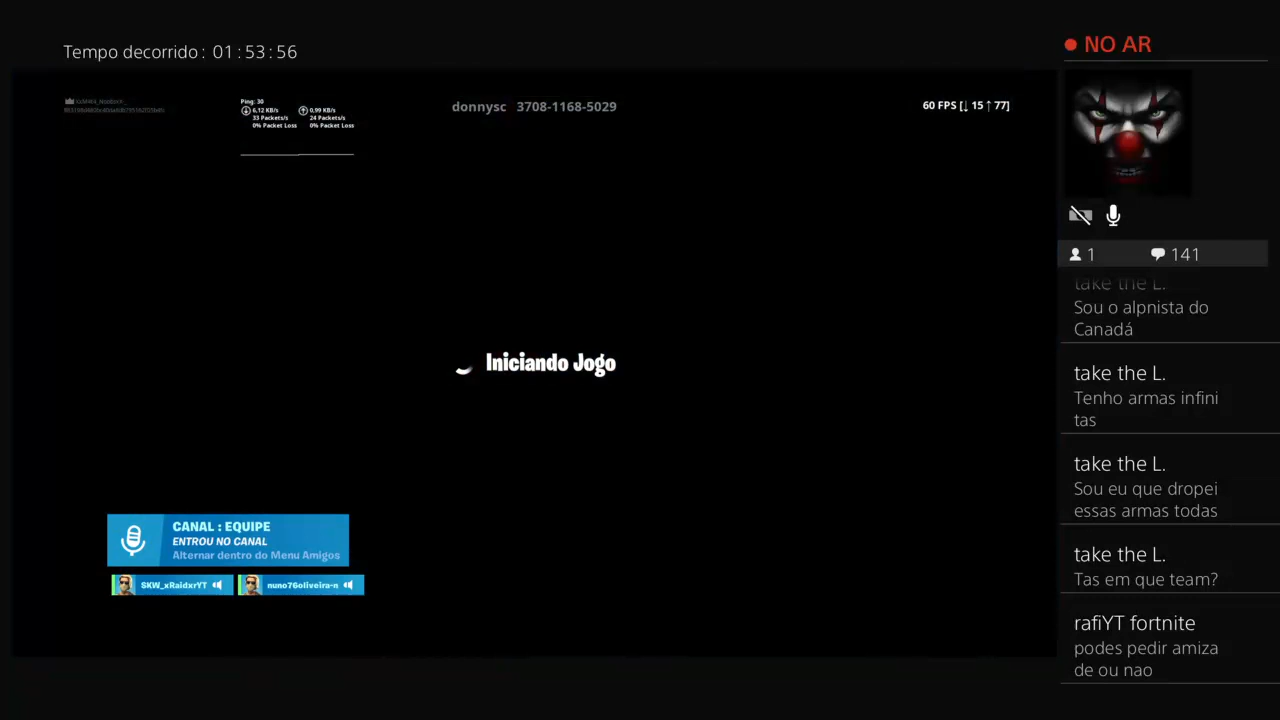 Tempo decorrido: 01:53:56
NO AR
Ping: 30
6,12 KB/s
33 Packets/s
0% Packet Loss
0,99 KB/s
24 Packets/s
0% Packet Loss
donnysc 3708-1168-5029
60 FPS [↓ 15 ↑ 77]
1 141
take the L.
Sou o alpnista do
Canadá
take the L.
Tenho armas infini
tas
take the L.
Sou eu que dropei
essas armas todas
take the L.
Tas em que team?
rafiYT fortnite
podes pedir amiza
de ou nao
Iniciando Jogo
CANAL : EQUIPE
ENTROU NO CANAL
Alternar dentro do Menu Amigos
SKW_xRaidxrYT nuno76oliveira-n